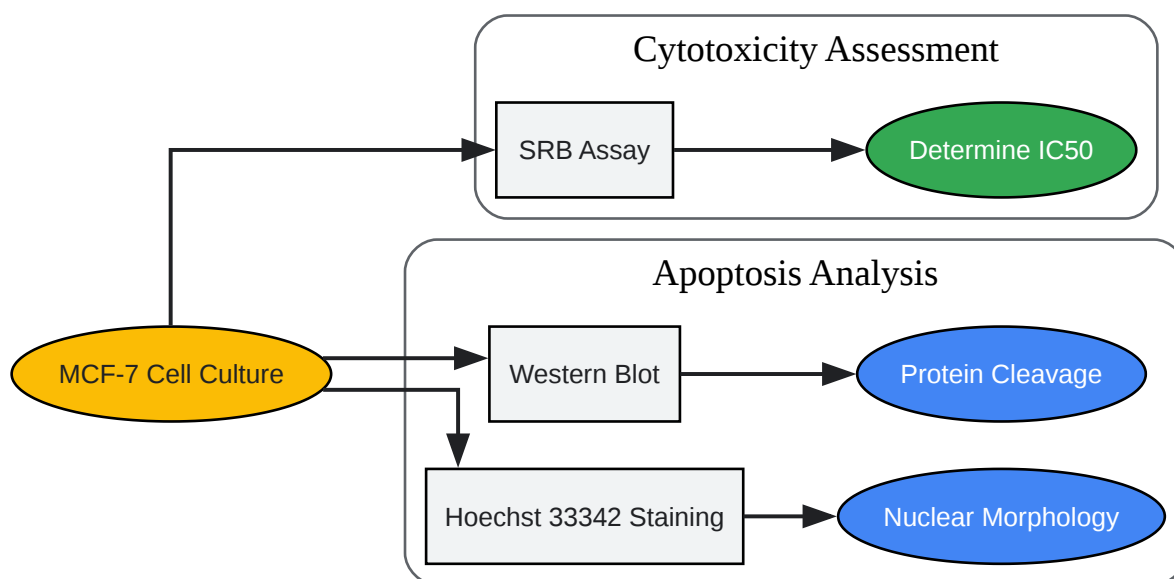 Cytotoxicity Assessment
SRB Assay
Determine IC50
Apoptosis Analysis
MCF-7 Cell Culture
Western Blot
Protein Cleavage
Hoechst 33342 Staining
Nuclear Morphology